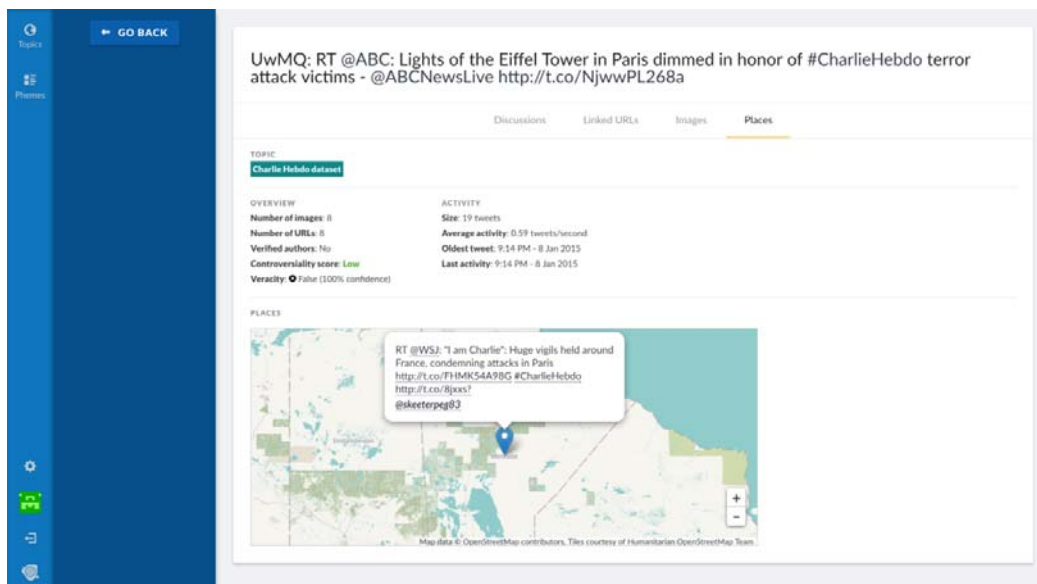 Topics
Phemes
← GO BACK
UwMQ: RT @ABC: Lights of the Eiffel Tower in Paris dimmed in honor of #CharlieHebdo terror
attack victims - @ABCNewsLive http://t.co/NjwwPL268a
Discussions Linked URLs Images Places
TOPIC
Charlie Hebdo dataset
OVERVIEW ACTIVITY
Number of images: 8 Size: 19 tweets
Number of URLs: 8 Average activity: 0.59 tweets/second
Verified authors: No Oldest tweet: 9:14 PM - 8 Jan 2015
Controversiality score: Low Last activity: 9:14 PM - 8 Jan 2015
Veracity: False (100% confidence)
PLACES
RT @WSJ: "I am Charlie": Huge vigils held around
France, condemning attacks in Paris
http://t.co/FHMK54A98G #CharlieHebdo
http://t.co/8jxxs?
@skeeterpeg83
+
−
Map data © OpenStreetMap contributors, Tiles courtesy of Humanitarian OpenStreetMap Team